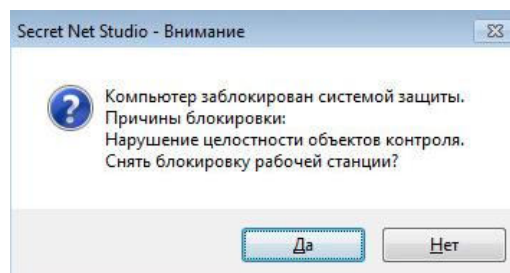 Secret Net Studio - Внимание
Компьютер заблокирован системой защиты.
Причины блокировки:
Нарушение целостности объектов контроля.
Снять блокировку рабочей станции?
Да
Нет